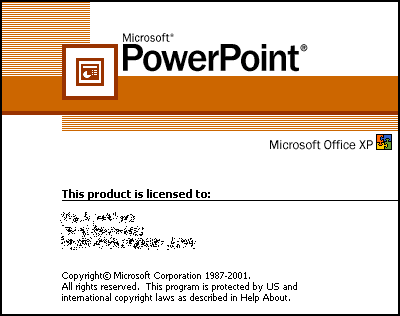 Microsoft®
PowerPoint®
Microsoft Office XP
This product is licensed to:
Copyright© Microsoft Corporation 1987-2001.
All rights reserved. This program is protected by US and
international copyright laws as described in Help About.